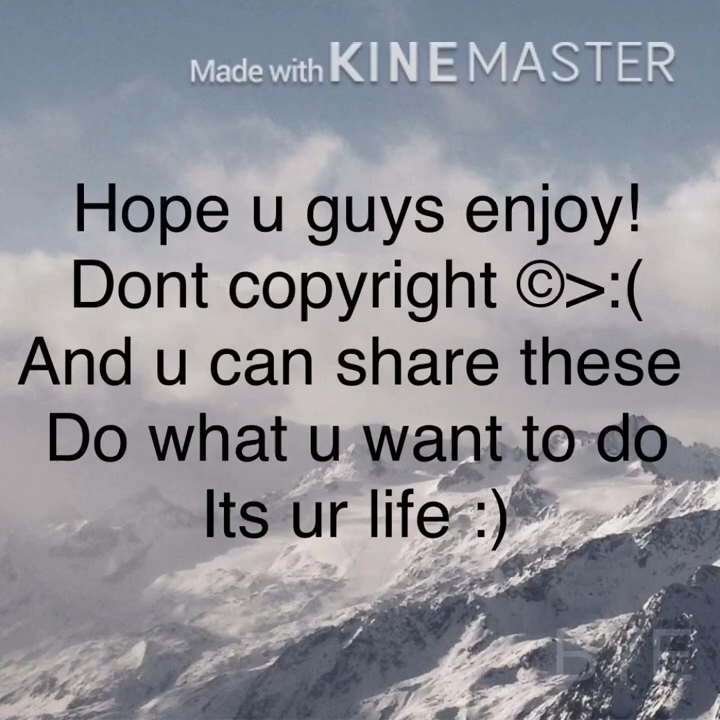 Made with KINEMASTER
Hope u guys enjoy!
Dont copyright ©>:(
And u can share these
Do what u want to do
Its ur life :)
BYE